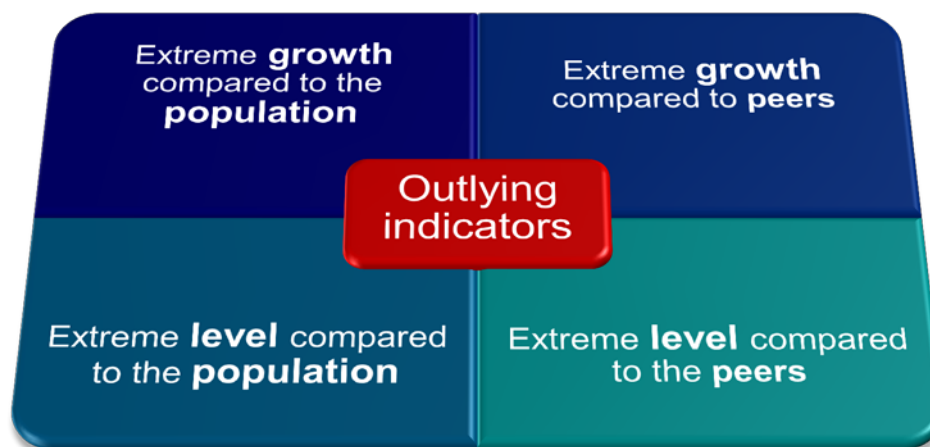 Extreme growth
compared to the
population
Extreme growth
compared to peers
Outlying
indicators
Extreme level compared
to the population
Extreme level compared
to the peers